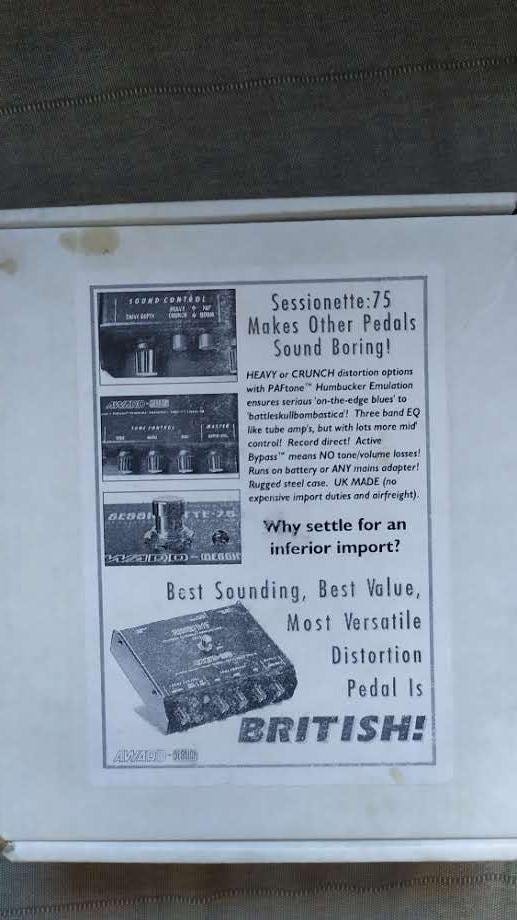 Sessionette:75
Makes Other Pedals
Sound Boring!
HEAVY or CRUNCH distortion options
with PAFtone™ Humbucker Emulation
ensures serious 'on-the-edge blues' to
'battleskullbombastica'! Three band EQ
like tube amp's, but with lots more mid'
control! Record direct! Active
Bypass™ means NO tone/volume losses!
Runs on battery or ANY mains adapter!
Rugged steel case. UK MADE (no
expensive import duties and airfreight).
Why settle for an
inferior import?
Best Sounding, Best Value,
Most Versatile
Distortion
Pedal Is
BRITISH!
SOUND CONTROL
DRIVE DEPTH
HEAVY
CRUNCH
PAF
TONE CONTROL
MASTER